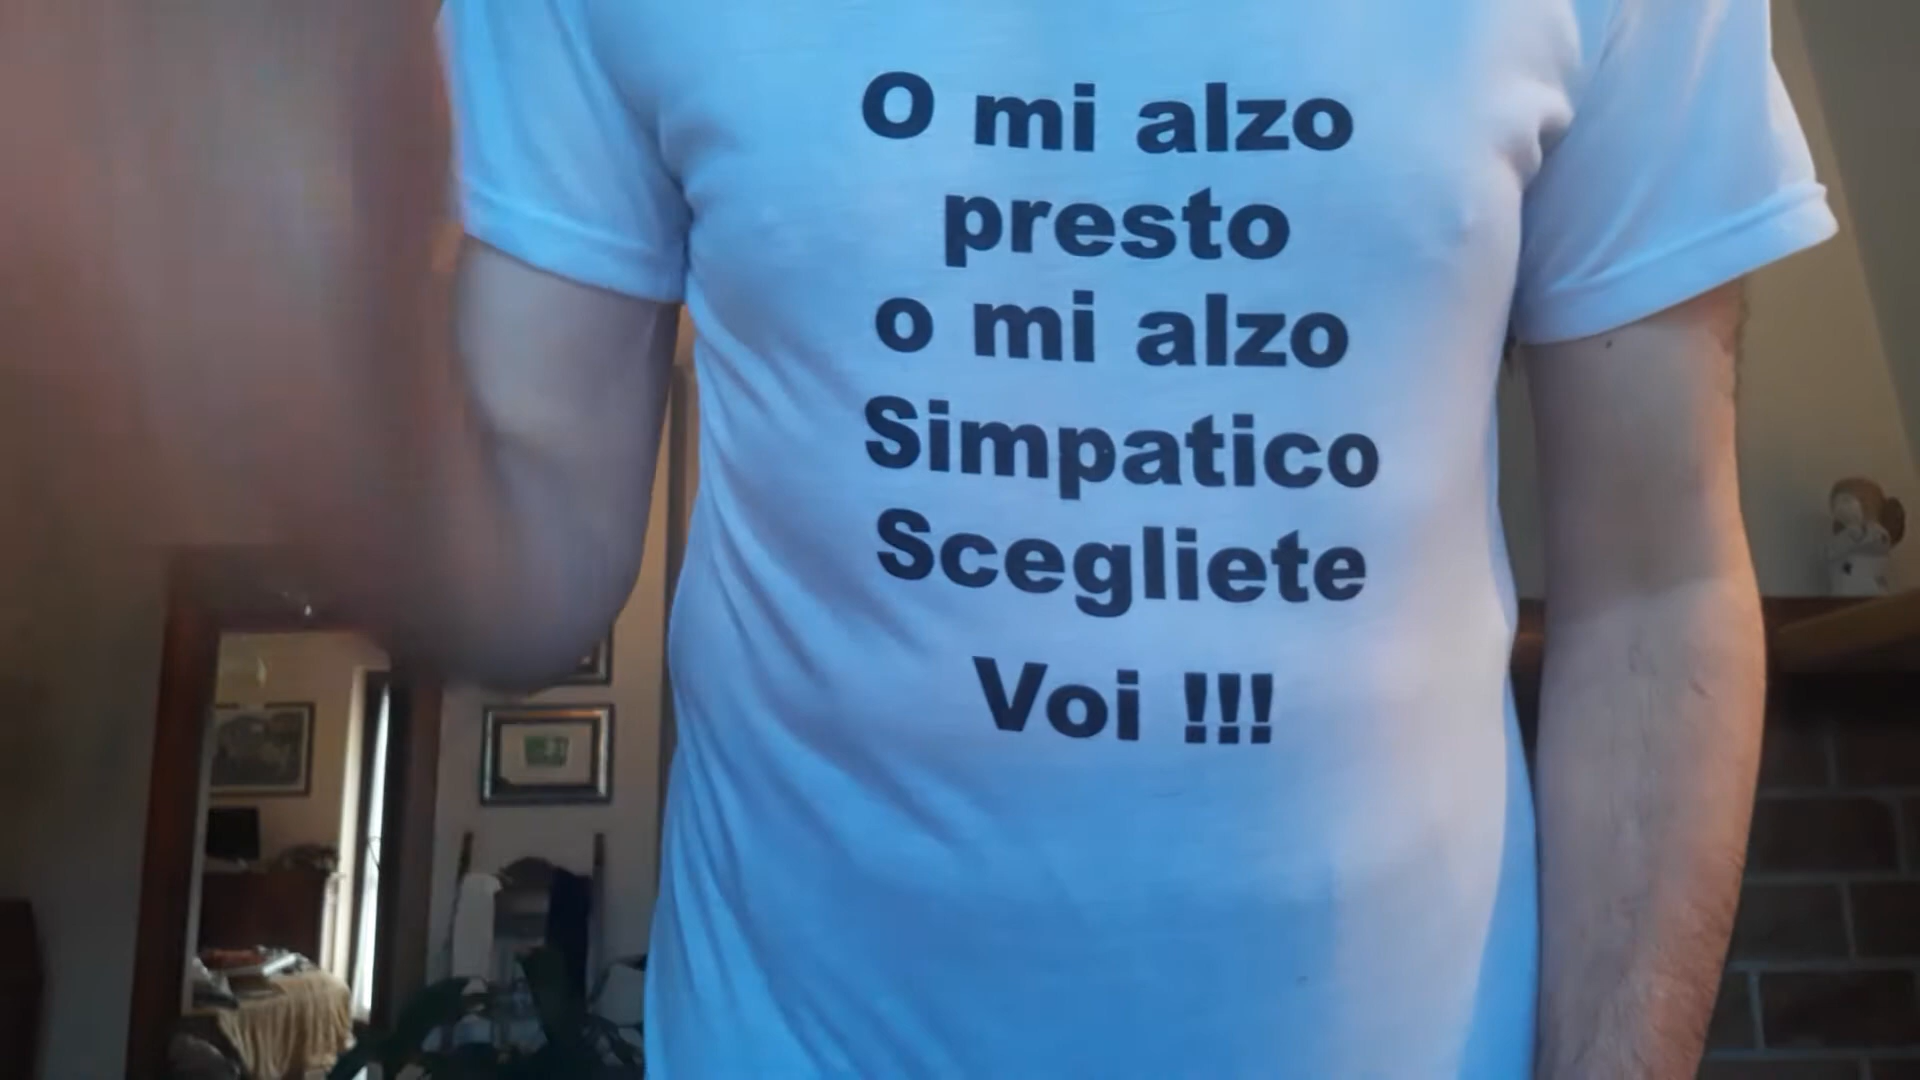 O mi alzo
presto
o mi alzo
Simpatico
Scegliete
Voi !!!